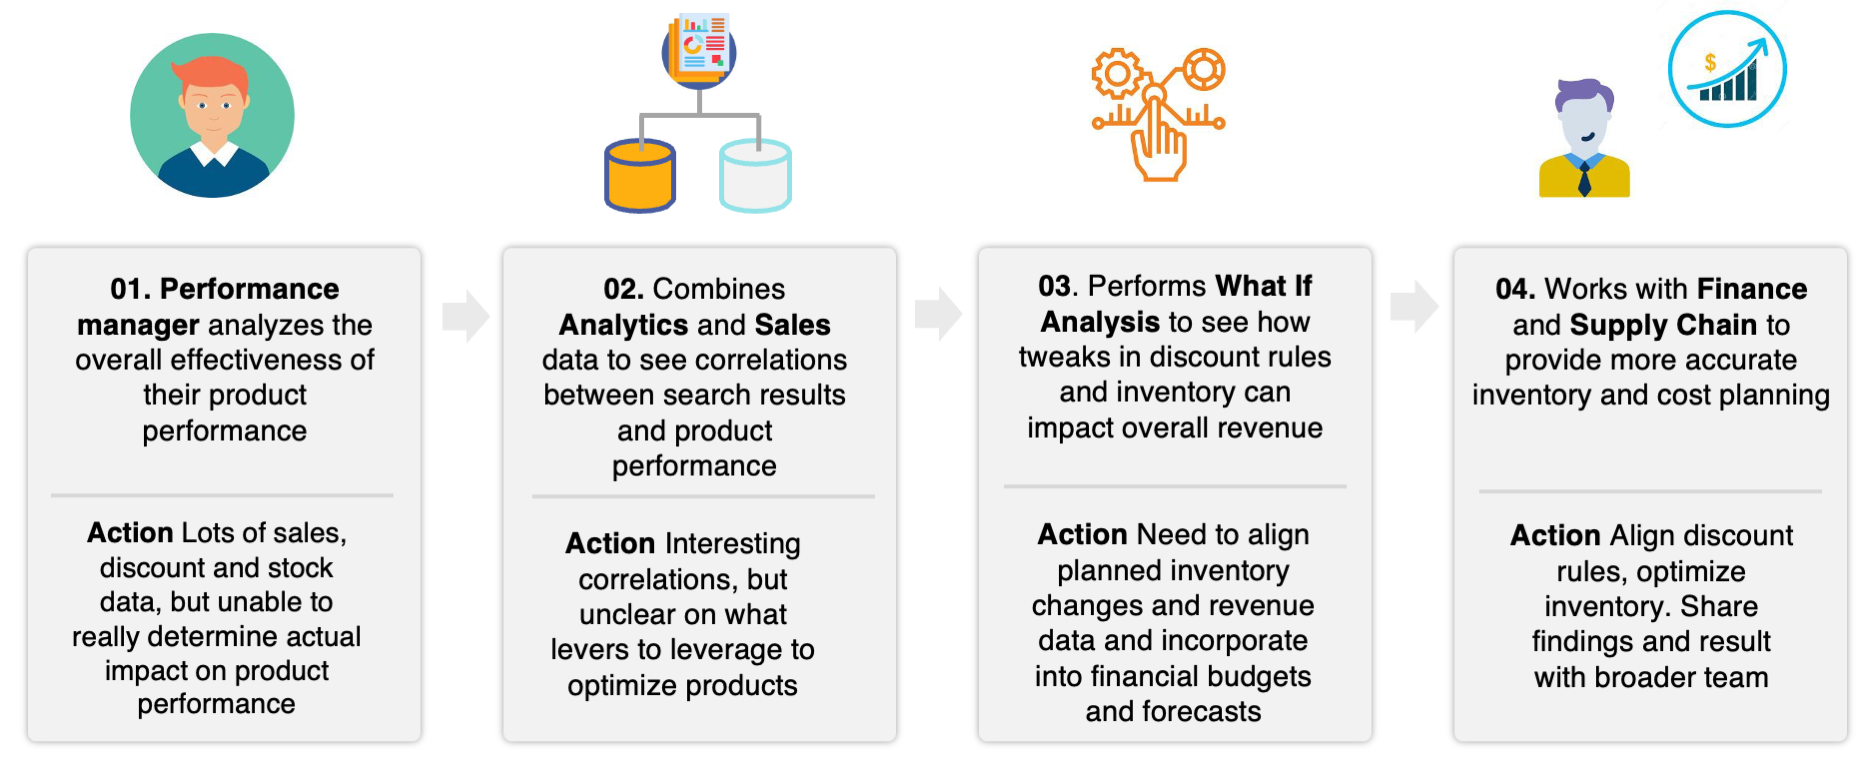 01. Performance
manager analyzes the
overall effectiveness of
their product
performance
Action Lots of sales,
discount and stock
data, but unable to
really determine actual
impact on product
performance
02. Combines
Analytics and Sales
data to see correlations
between search results
and product
performance
Action Interesting
correlations, but
unclear on what
levers to leverage to
optimize products
03. Performs What If
Analysis to see how
tweaks in discount rules
and inventory can
impact overall revenue
Action Need to align
planned inventory
changes and revenue
data and incorporate
into financial budgets
and forecasts
$
04. Works with Finance
and Supply Chain to
provide more accurate
inventory and cost planning
Action Align discount
rules, optimize
inventory. Share
findings and result
with broader team